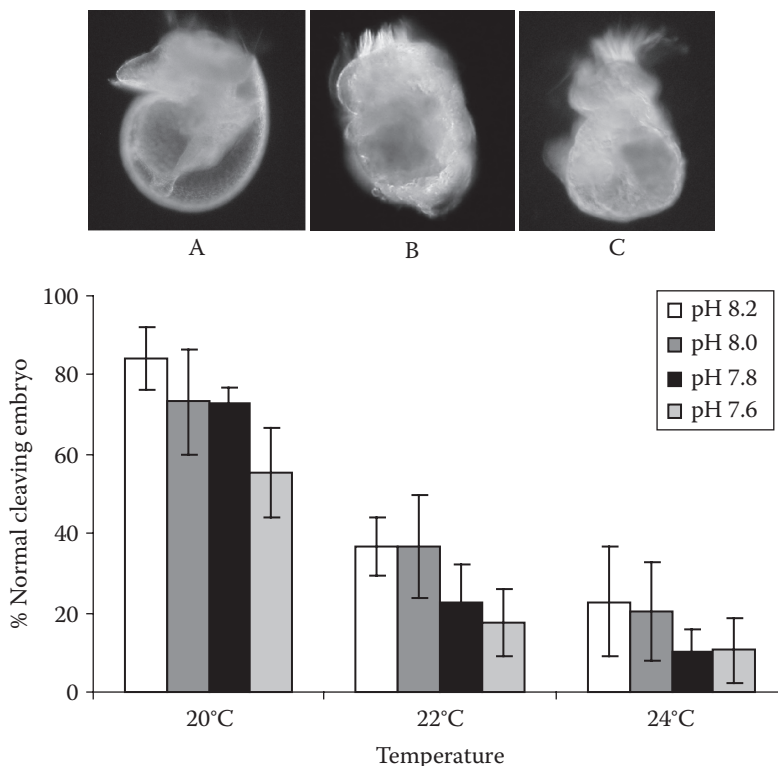 A
B
C
100
80
60
40
20
0
% Normal cleaving embryo
pH 8.2
pH 8.0
pH 7.8
pH 7.6
20°C
22°C
24°C
Temperature